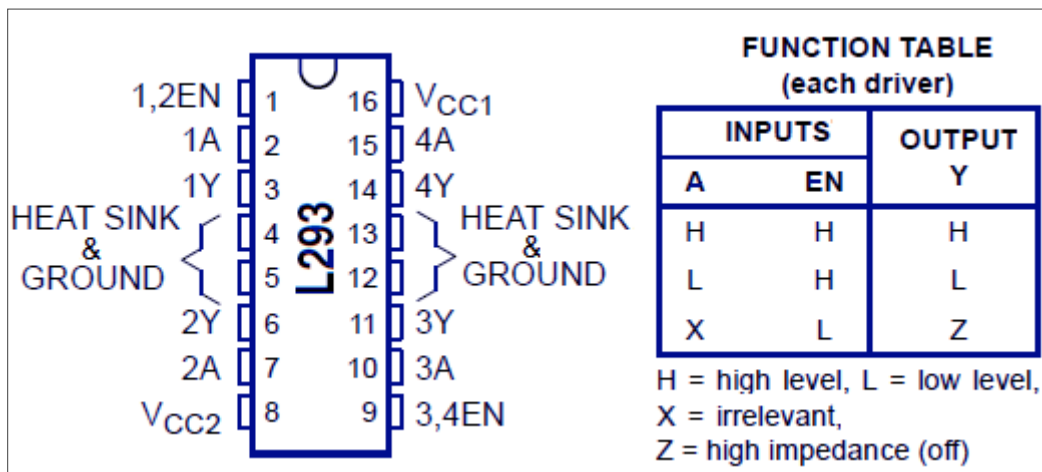 1,2EN 1 16 VCC1
1A 2 15 4A
1Y 3 14 4Y
HEAT SINK & GROUND 4 13 HEAT SINK & GROUND
5 12
2Y 6 11 3Y
2A 7 10 3A
VCC2 8 9 3,4EN
L293
FUNCTION TABLE
(each driver)
INPUTS OUTPUT
A EN Y
H H H
L H L
X L Z
H = high level, L = low level,
X = irrelevant,
Z = high impedance (off)